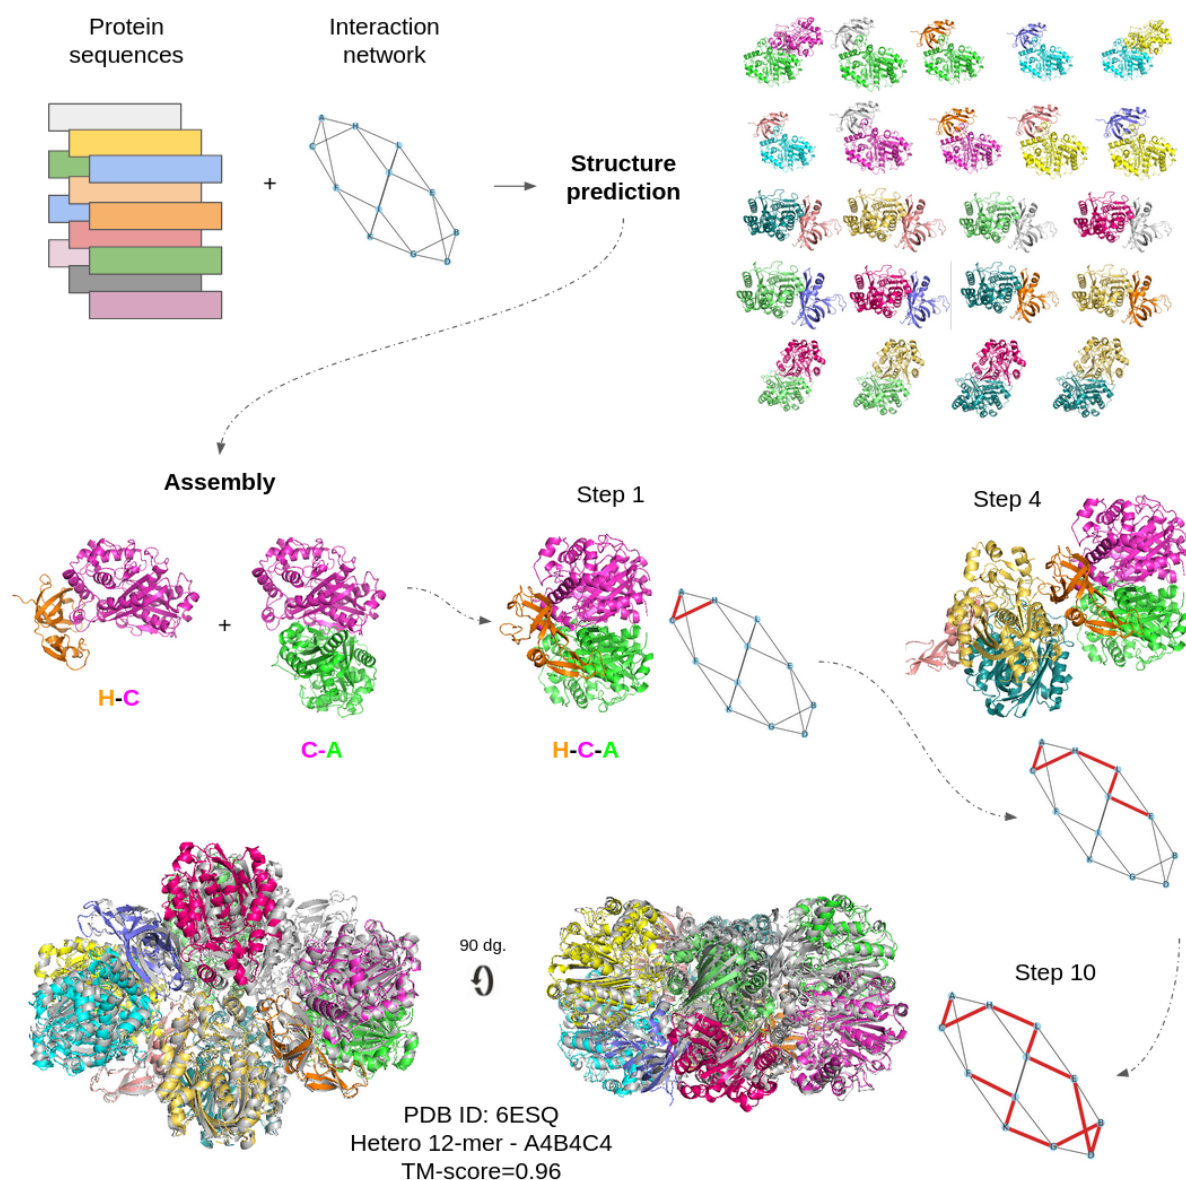 Protein
sequences
Interaction
network
+
Structure
prediction
A
H
C
L
F
E
K
B
G
D
Assembly
Step 1
Step 4
+
H-C
C-A
H-C-A
A
H
L
E
K
B
G
D
A
H
C
L
E
K
B
G
D
90 dg.
Step 10
A
H
C
L
F
E
K
B
G
D
PDB ID: 6ESQ
Hetero 12-mer - A4B4C4
TM-score=0.96